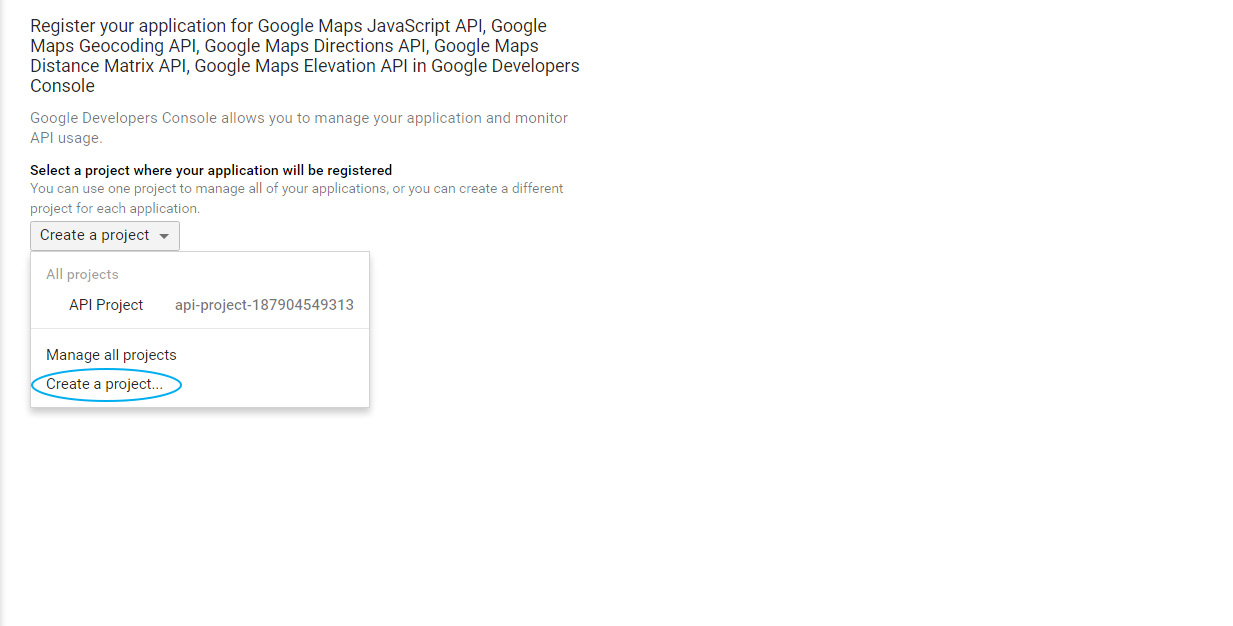 Register your application for Google Maps JavaScript API, Google
Maps Geocoding API, Google Maps Directions API, Google Maps
Distance Matrix API, Google Maps Elevation API in Google Developers
Console
Google Developers Console allows you to manage your application and monitor
API usage.
Select a project where your application will be registered
You can use one project to manage all of your applications, or you can create a different
project for each application.
Create a project
All projects
API Project api-project-187904549313
Manage all projects
Create a project...